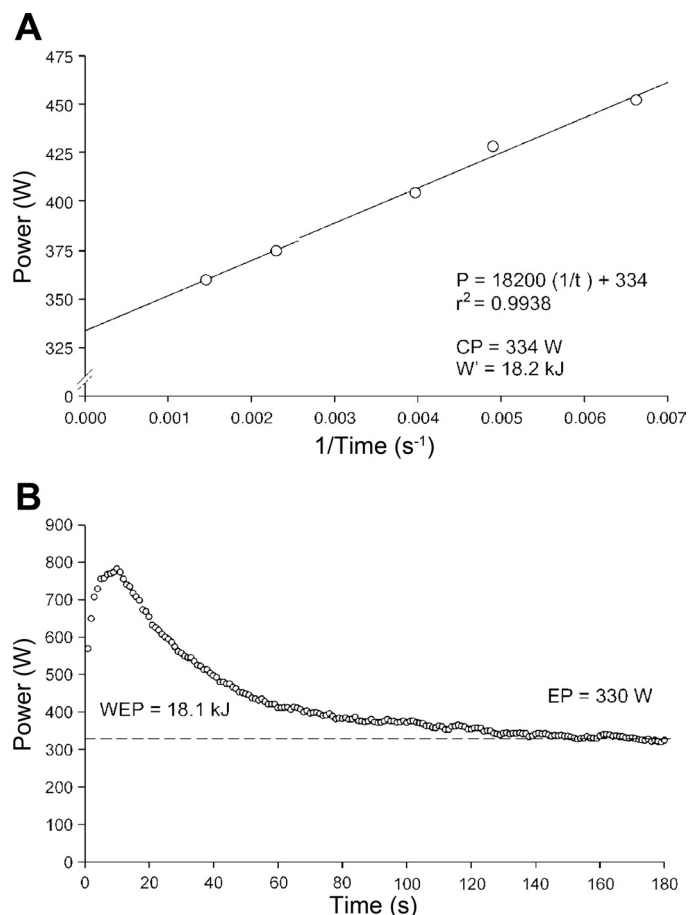 A
475
450
425
400
375
350
325
0
Power (W)
P = 18200 (1/t ) + 334
r² = 0.9938
CP = 334 W
W' = 18.2 kJ
0.000 0.001 0.002 0.003 0.004 0.005 0.006 0.007
1/Time (s⁻¹)
B
900
800
700
600
500
400
300
200
100
0
Power (W)
WEP = 18.1 kJ
EP = 330 W
0 20 40 60 80 100 120 140 160 180
Time (s)